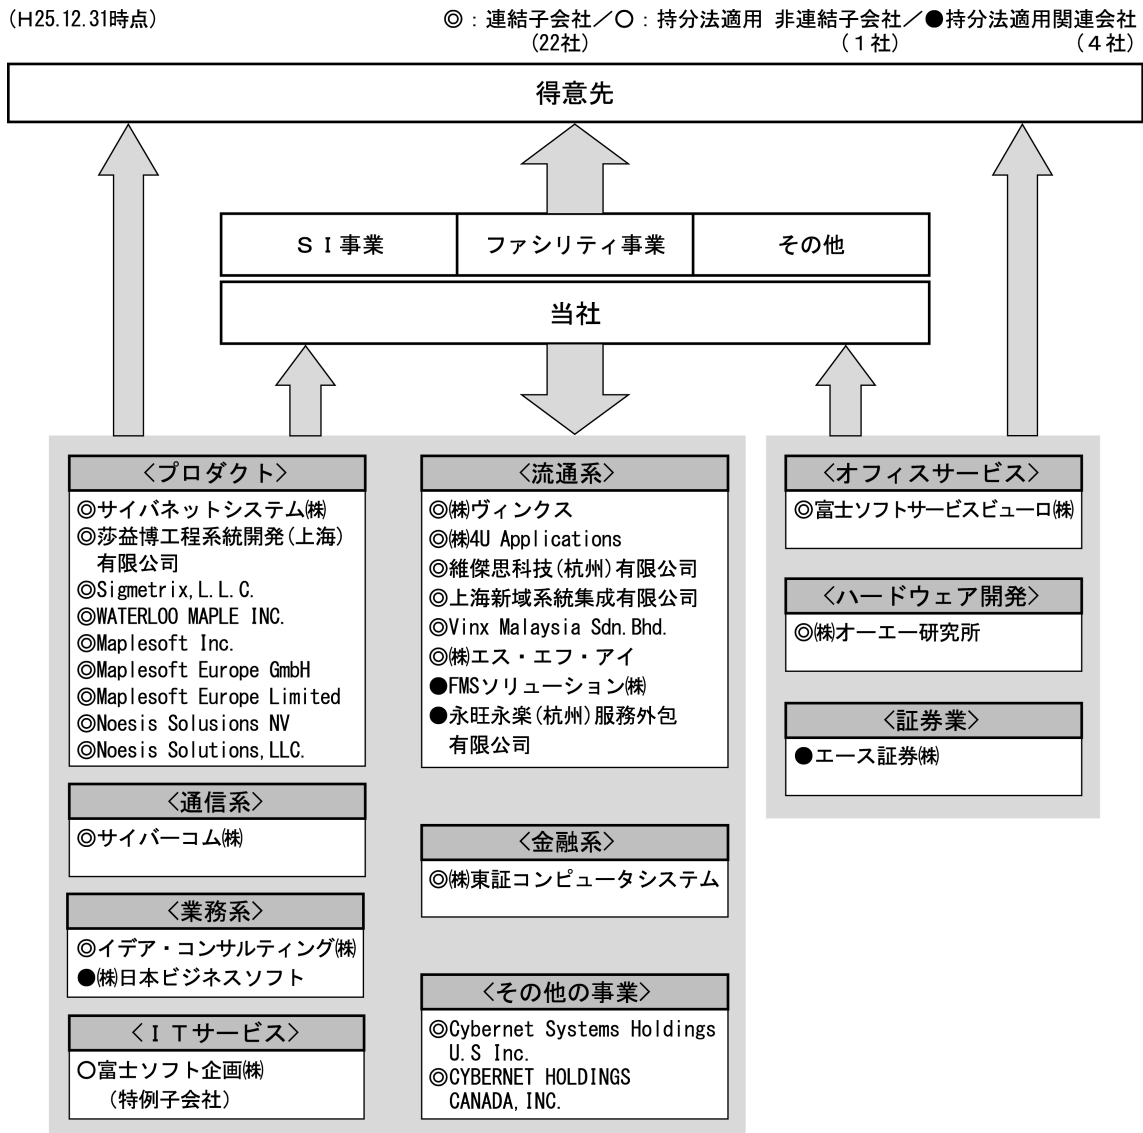 (H25.12.31時点)
◎：連結子会社／○：持分法適用 非連結子会社／●持分法適用関連会社
(22社)
(１社)
(４社)
得意先
ＳＩ事業
ファシリティ事業
その他
当社
<プロダクト>
◎サイバネットシステム㈱
◎莎益博工程系統開発(上海)
有限公司
◎Sigmetrix,L.L.C.
◎WATERLOO MAPLE INC.
◎Maplesoft Inc.
◎Maplesoft Europe GmbH
◎Maplesoft Europe Limited
◎Noesis Solusions NV
◎Noesis Solutions,LLC.
<通信系>
◎サイバーコム㈱
<業務系>
◎イデア・コンサルティング㈱
●㈱日本ビジネスソフト
<ＩＴサービス>
○富士ソフト企画㈱
(特例子会社)
<流通系>
◎㈱ヴィンクス
◎㈱4U Applications
◎維傑思科技(杭州)有限公司
◎上海新域系統集成有限公司
◎Vinx Malaysia Sdn.Bhd.
◎㈱エス・エフ・アイ
●FMSソリューション㈱
●永旺永楽(杭州)服務外包
有限公司
<金融系>
◎㈱東証コンピュータシステム
<その他の事業>
◎Cybernet Systems Holdings
U.S Inc.
◎CYBERNET HOLDINGS
CANADA,INC.
<オフィスサービス>
◎富士ソフトサービスビューロ㈱
<ハードウェア開発>
◎㈱オーエー研究所
<証券業>
●エース証券㈱